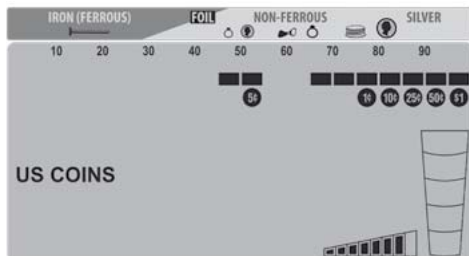 IRON (FERROUS) FOIL NON-FERROUS SILVER
10 20 30 40 50 60 70 80 90
5¢ 1¢ 10¢ 25¢ 50¢ $1
US COINS